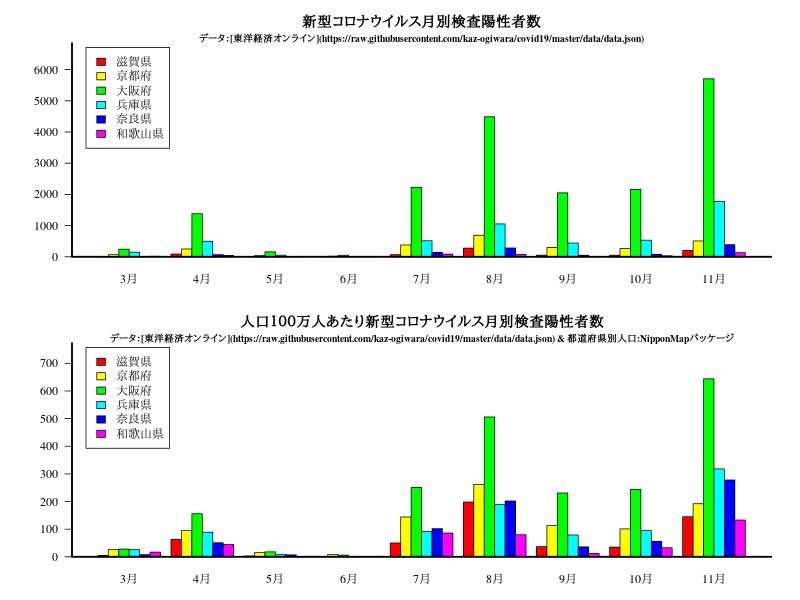 新型コロナウイルス月別検査陽性者数
データ：[東洋経済オンライン](https://raw.githubusercontent.com/kaz-ogiwara/covid19/master/data/data.json)
滋賀県
京都府
大阪府
兵庫県
奈良県
和歌山県
6000
5000
4000
3000
2000
1000
0
3月 4月 5月 6月 7月 8月 9月 10月 11月
人口100万人あたり新型コロナウイルス月別検査陽性者数
データ：[東洋経済オンライン](https://raw.githubusercontent.com/kaz-ogiwara/covid19/master/data/data.json) & 都道府県別人口:NipponMapパッケージ
滋賀県
京都府
大阪府
兵庫県
奈良県
和歌山県
700
600
500
400
300
200
100
0
3月 4月 5月 6月 7月 8月 9月 10月 11月